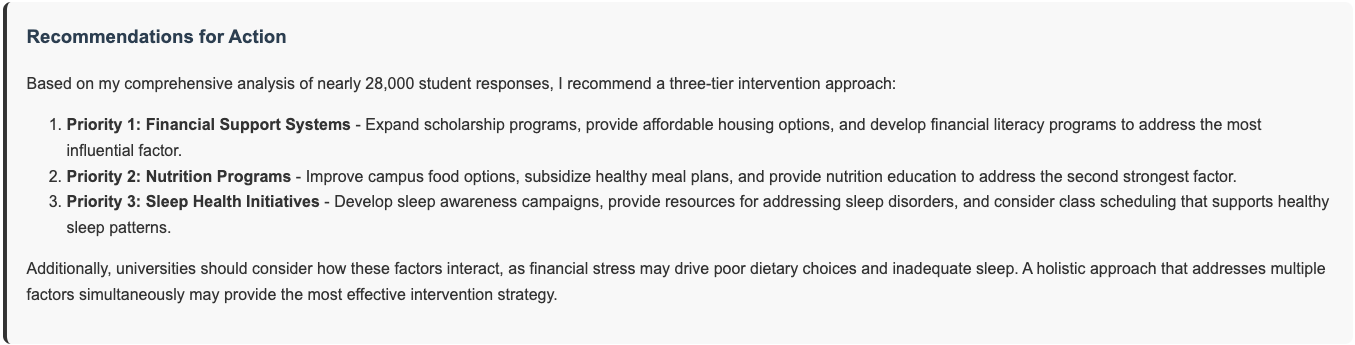 Recommendations for Action
Based on my comprehensive analysis of nearly 28,000 student responses, I recommend a three-tier intervention approach:
1. Priority 1: Financial Support Systems - Expand scholarship programs, provide affordable housing options, and develop financial literacy programs to address the most
influential factor.
2. Priority 2: Nutrition Programs - Improve campus food options, subsidize healthy meal plans, and provide nutrition education to address the second strongest factor.
3. Priority 3: Sleep Health Initiatives - Develop sleep awareness campaigns, provide resources for addressing sleep disorders, and consider class scheduling that supports healthy
sleep patterns.
Additionally, universities should consider how these factors interact, as financial stress may drive poor dietary choices and inadequate sleep. A holistic approach that addresses multiple
factors simultaneously may provide the most effective intervention strategy.